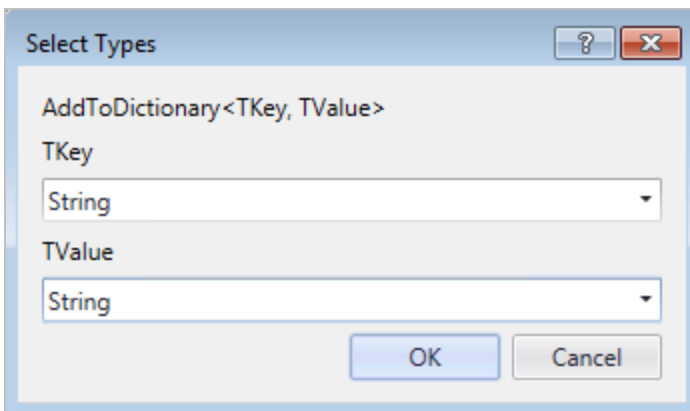 Select Types
?
AddToDictionary<TKey, TValue>
TKey
String
TValue
String
OK Cancel